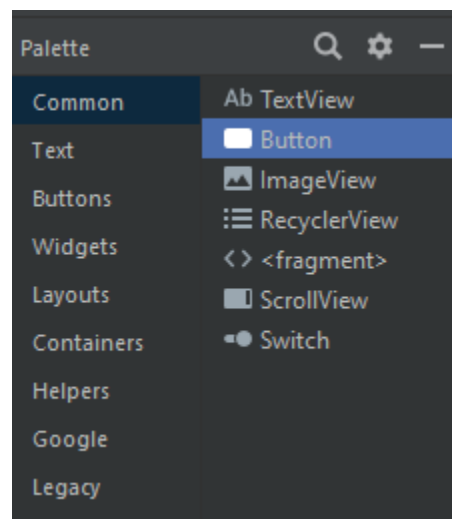 Palette
Common
Text
Buttons
Widgets
Layouts
Containers
Helpers
Google
Legacy
Ab TextView
Button
ImageView
RecyclerView
<fragment>
ScrollView
Switch